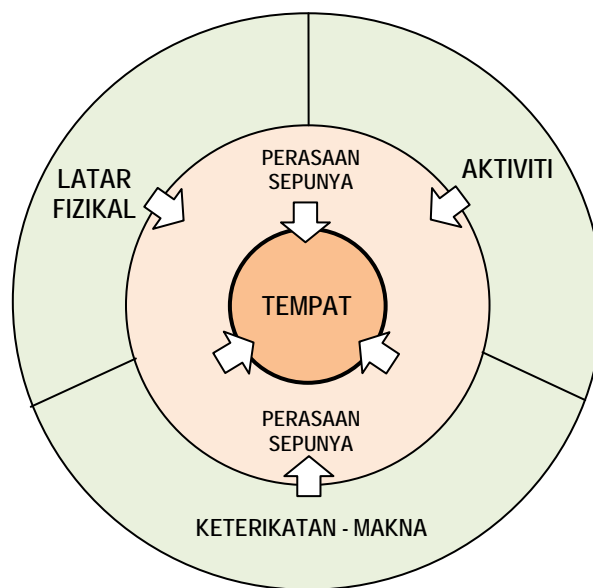 PERASAAN
SEPUNYA
LATAR
FIZIKAL
AKTIVITI
TEMPAT
PERASAAN
SEPUNYA
KETERIKATAN - MAKNA